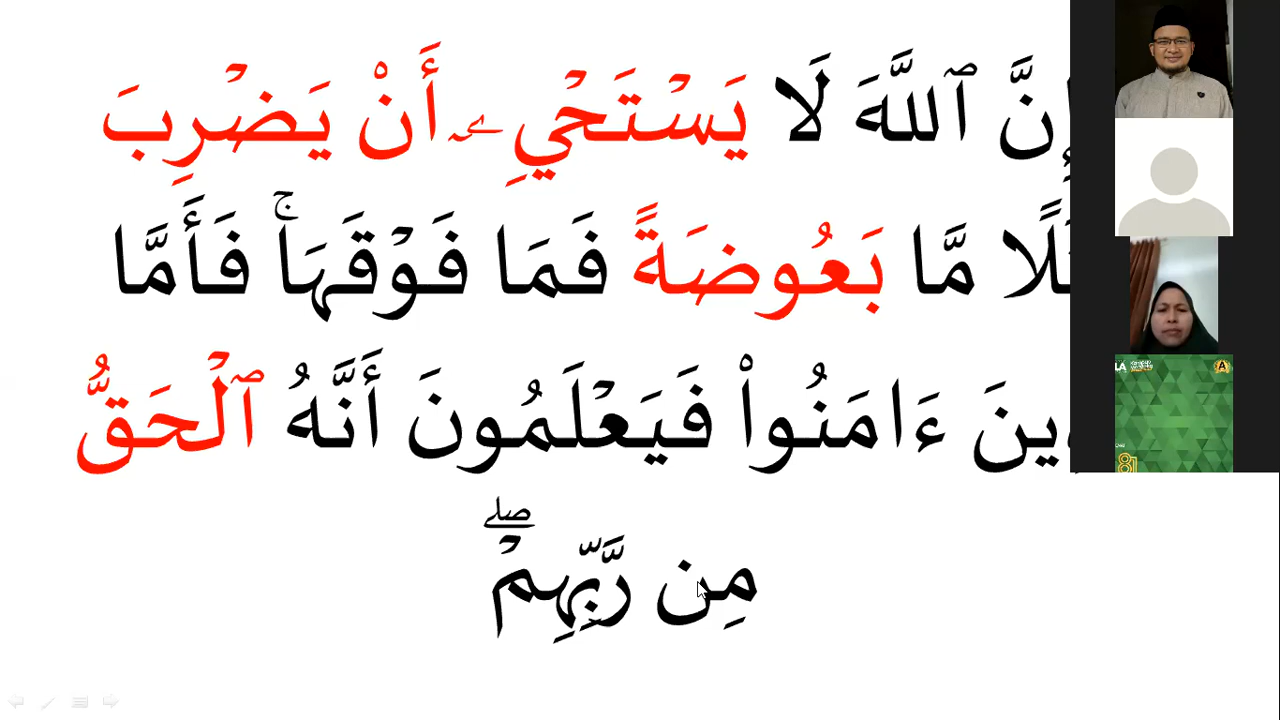 إِنَّ ٱللَّهَ لَا يَسْتَحْيِۦ أَنْ يَضْرِبَ
مَّا بَعُوضَةً فَمَا فَوْقَهَاۚ فَأَمَّا
ءَامَنُوا۟ فَيَعْلَمُونَ أَنَّهُ ٱلْحَقُّ
مِن رَّبِّهِمْۖ